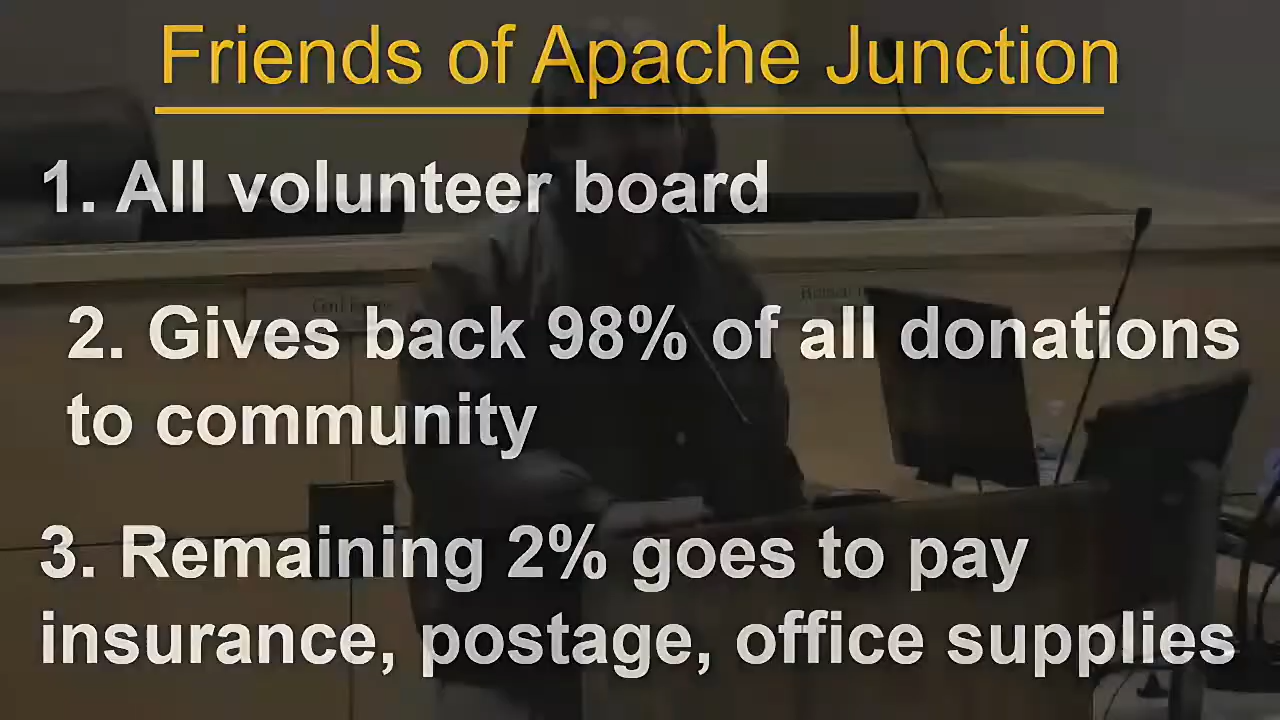 Friends of Apache Junction
1. All volunteer board
2. Gives back 98% of all donations
to community
3. Remaining 2% goes to pay
insurance, postage, office supplies